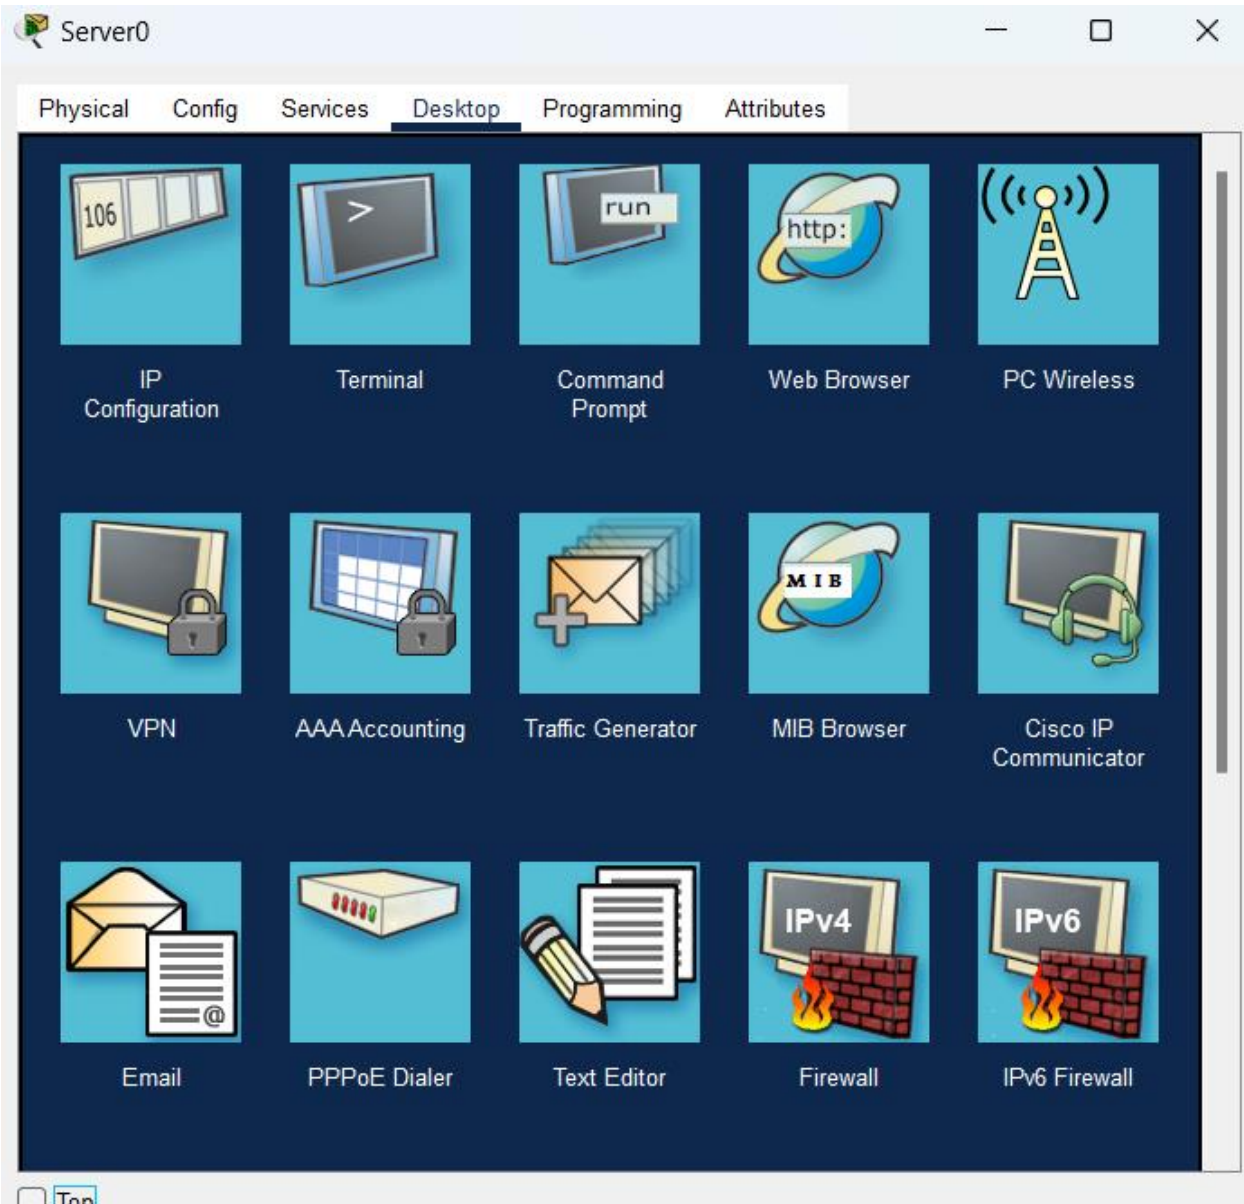 Server0
Physical Config Services Desktop Programming Attributes
106
>
run
http:
IP
Configuration
Terminal
Command
Prompt
Web Browser
PC Wireless
MIB
VPN
AAA Accounting
Traffic Generator
MIB Browser
Cisco IP
Communicator
@
IPv4
IPv6
Email
PPPoE Dialer
Text Editor
Firewall
IPv6 Firewall
Top